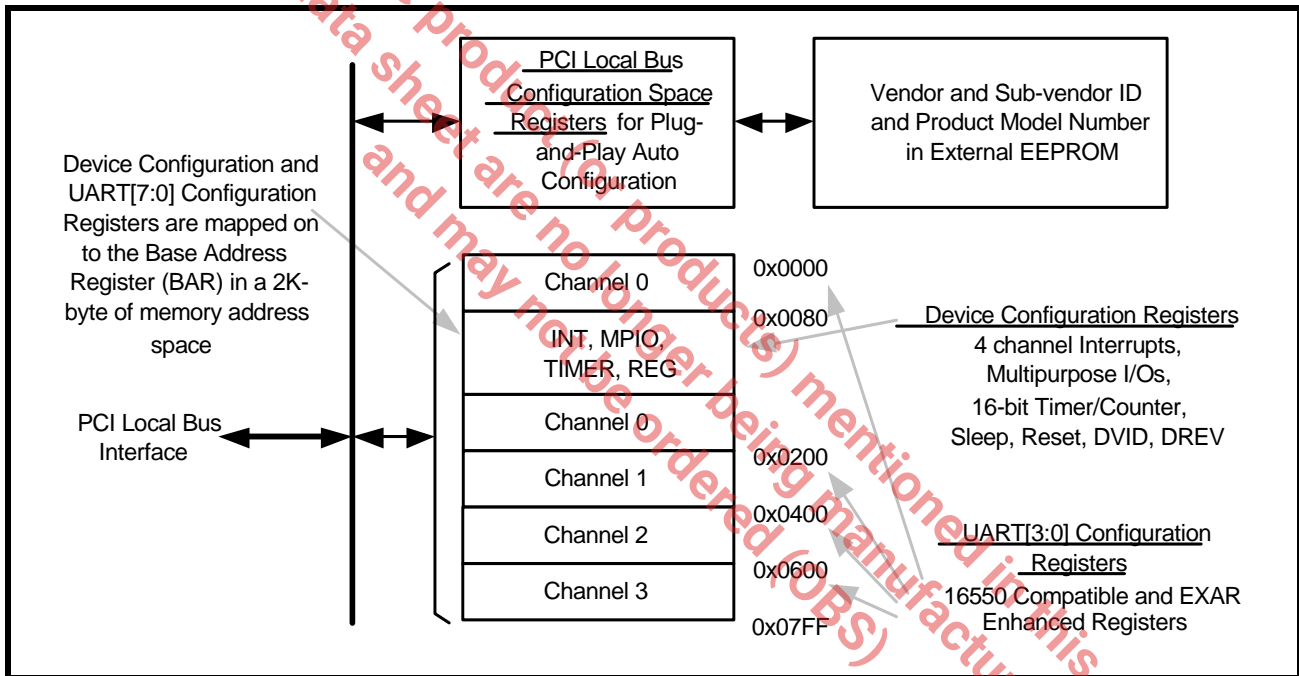 PCI Local Bus
Configuration Space
Registers for Plug-
and-Play Auto
Configuration
Vendor and Sub-vendor ID
and Product Model Number
in External EEPROM
Device Configuration and
UART[7:0] Configuration
Registers are mapped on
to the Base Address
Register (BAR) in a 2K-
byte of memory address
space
PCI Local Bus
Interface
Channel 0
INT, MPIO,
TIMER, REG
Channel 0
Channel 1
Channel 2
Channel 3
0x0000
0x0080
0x0200
0x0400
0x0600
0x07FF
Device Configuration Registers
4 channel Interrupts,
Multipurpose I/Os,
16-bit Timer/Counter,
Sleep, Reset, DVID, DREV
UART[3:0] Configuration
Registers
16550 Compatible and EXAR
Enhanced Registers
product (or products) mentioned in this
data sheet are no longer being
and may not be ordered (OBS)